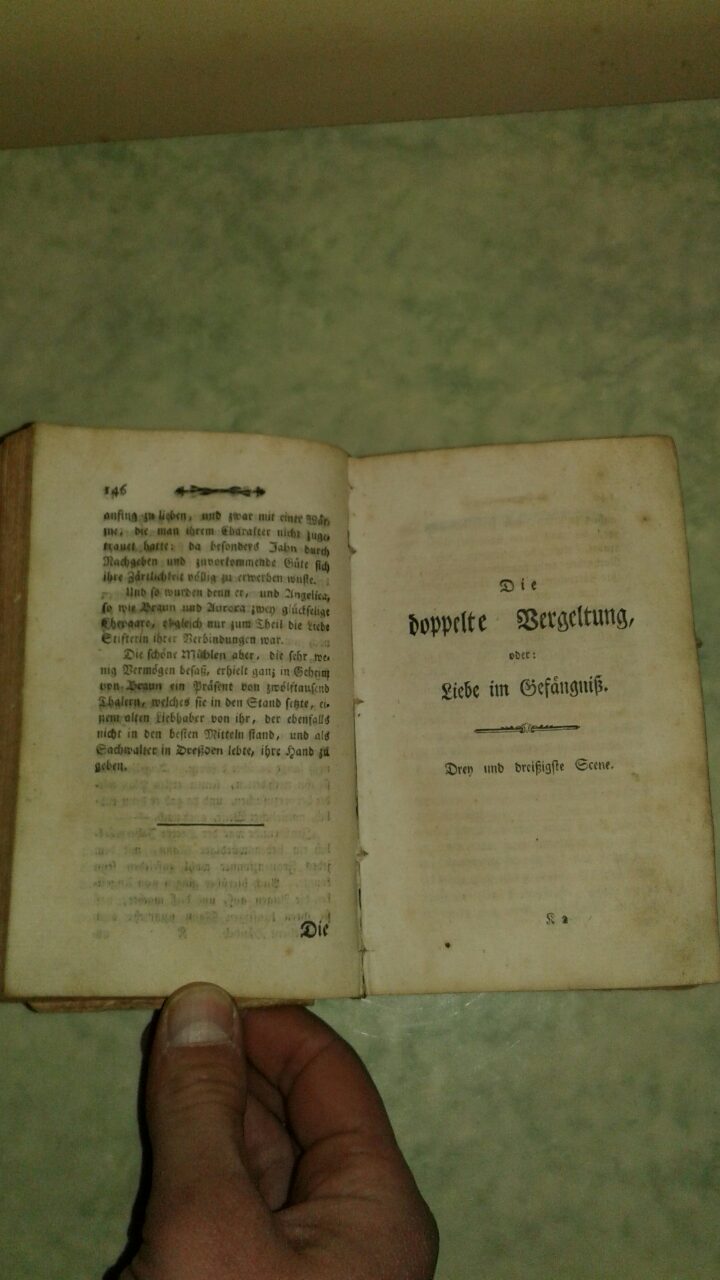 146
anfing zu lieben, und zwar mit einer Wär-
me, die man ihrem Charakter nicht zuge-
trauet hatte: da besonders Jahn durch
Nachgeben und zuvorkommende Güte sich
ihre Zärtlichkeit völlig zu erwerben wußte.
Und so wurden denn er, und Angelica,
so wie Braun und Aurora zwey glückselige
Ehepaare, obgleich nur zum Theil die Liebe
Stifterin ihrer Verbindungen war.
Die schöne Mühlen aber, die sehr we-
nig Vermögen besaß, erhielt ganz in Geheim
von Braun ein Präsent von zwölftausend
Thalern, welches sie in den Stand setzte, ei-
nem alten Liebhaber von ihr, der ebenfalls
nicht in den besten Mitteln stand, und als
Sachwalter in Dreßden lebte, ihre Hand zu
geben.
Die
Die
doppelte Vergeltung,
oder:
Liebe im Gefängniß.
Drey und dreißigste Scene.
K 2